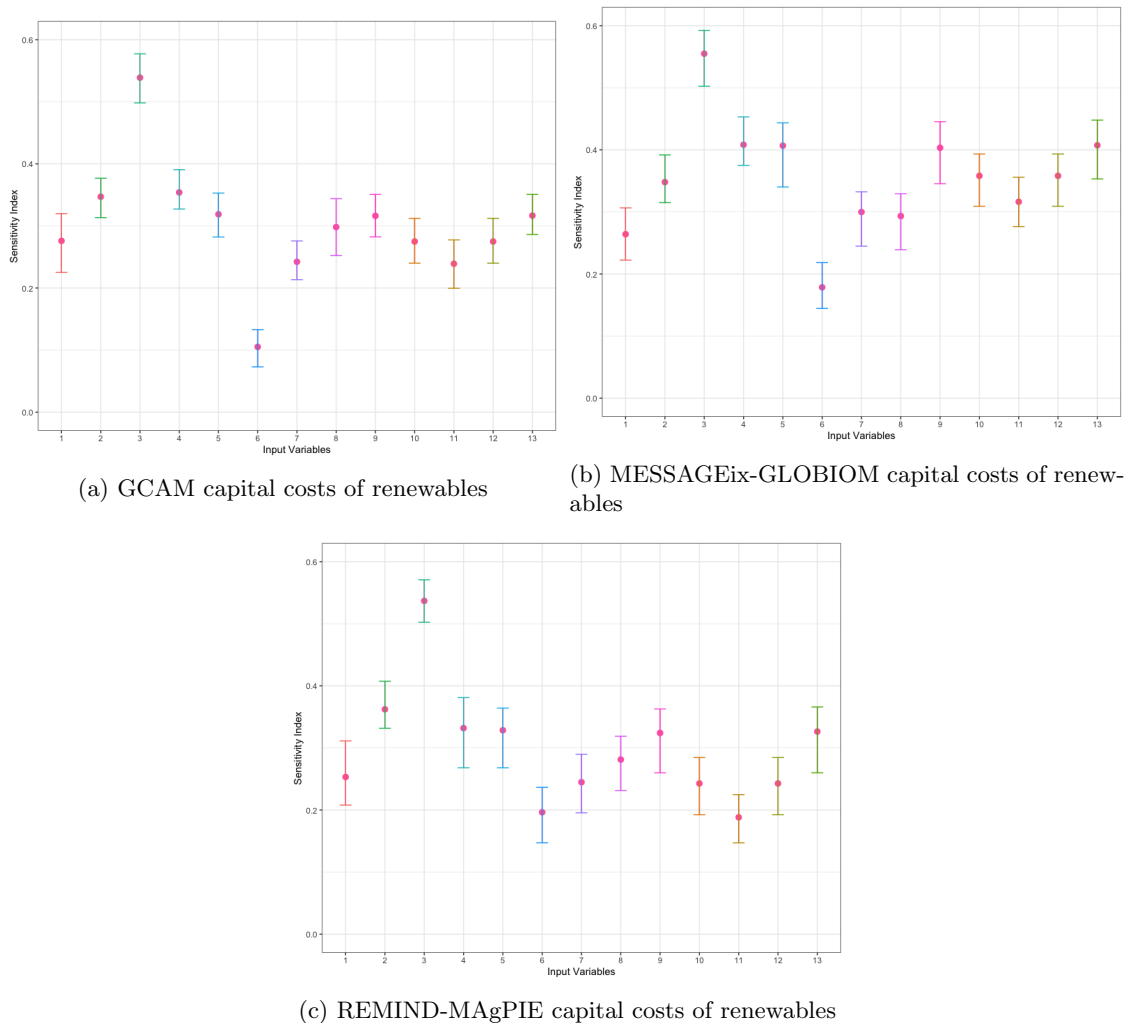 0.6
0.4
0.2
0.0
Sensitivity Index
1 2 3 4 5 6 7 8 9 10 11 12 13
Input Variables
(a) GCAM capital costs of renewables
0.6
0.4
0.2
0.0
Sensitivity Index
1 2 3 4 5 6 7 8 9 10 11 12 13
Input Variables
(b) MESSAGEix-GLOBIOM capital costs of renew-
ables
0.6
0.4
0.2
0.0
Sensitivity Index
1 2 3 4 5 6 7 8 9 10 11 12 13
Input Variables
(c) REMIND-MAgPIE capital costs of renewables